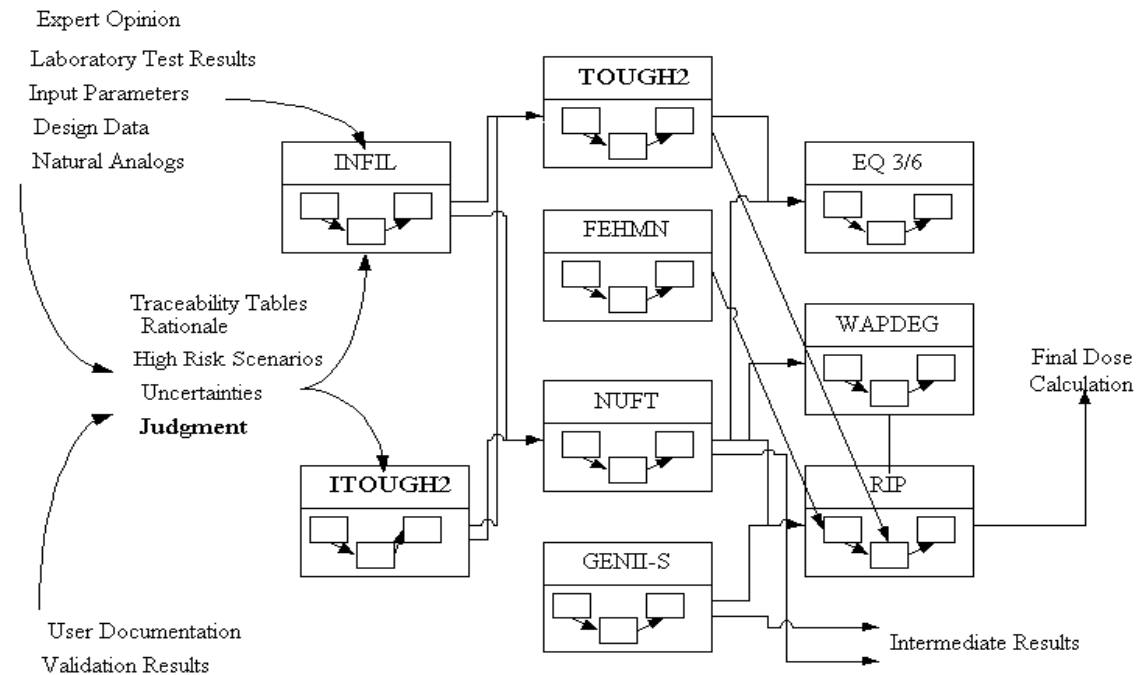 Expert Opinion
Laboratory Test Results
Input Parameters
Design Data
Natural Analogs
Traceability Tables
Rationale
High Risk Scenarios
Uncertainties
Judgment
User Documentation
Validation Results
INFIL
ITOUGH2
TOUGH2
FEHMN
NUFT
GENII-S
EQ 3/6
WAPDEG
RIP
Final Dose
Calculation
Intermediate Results